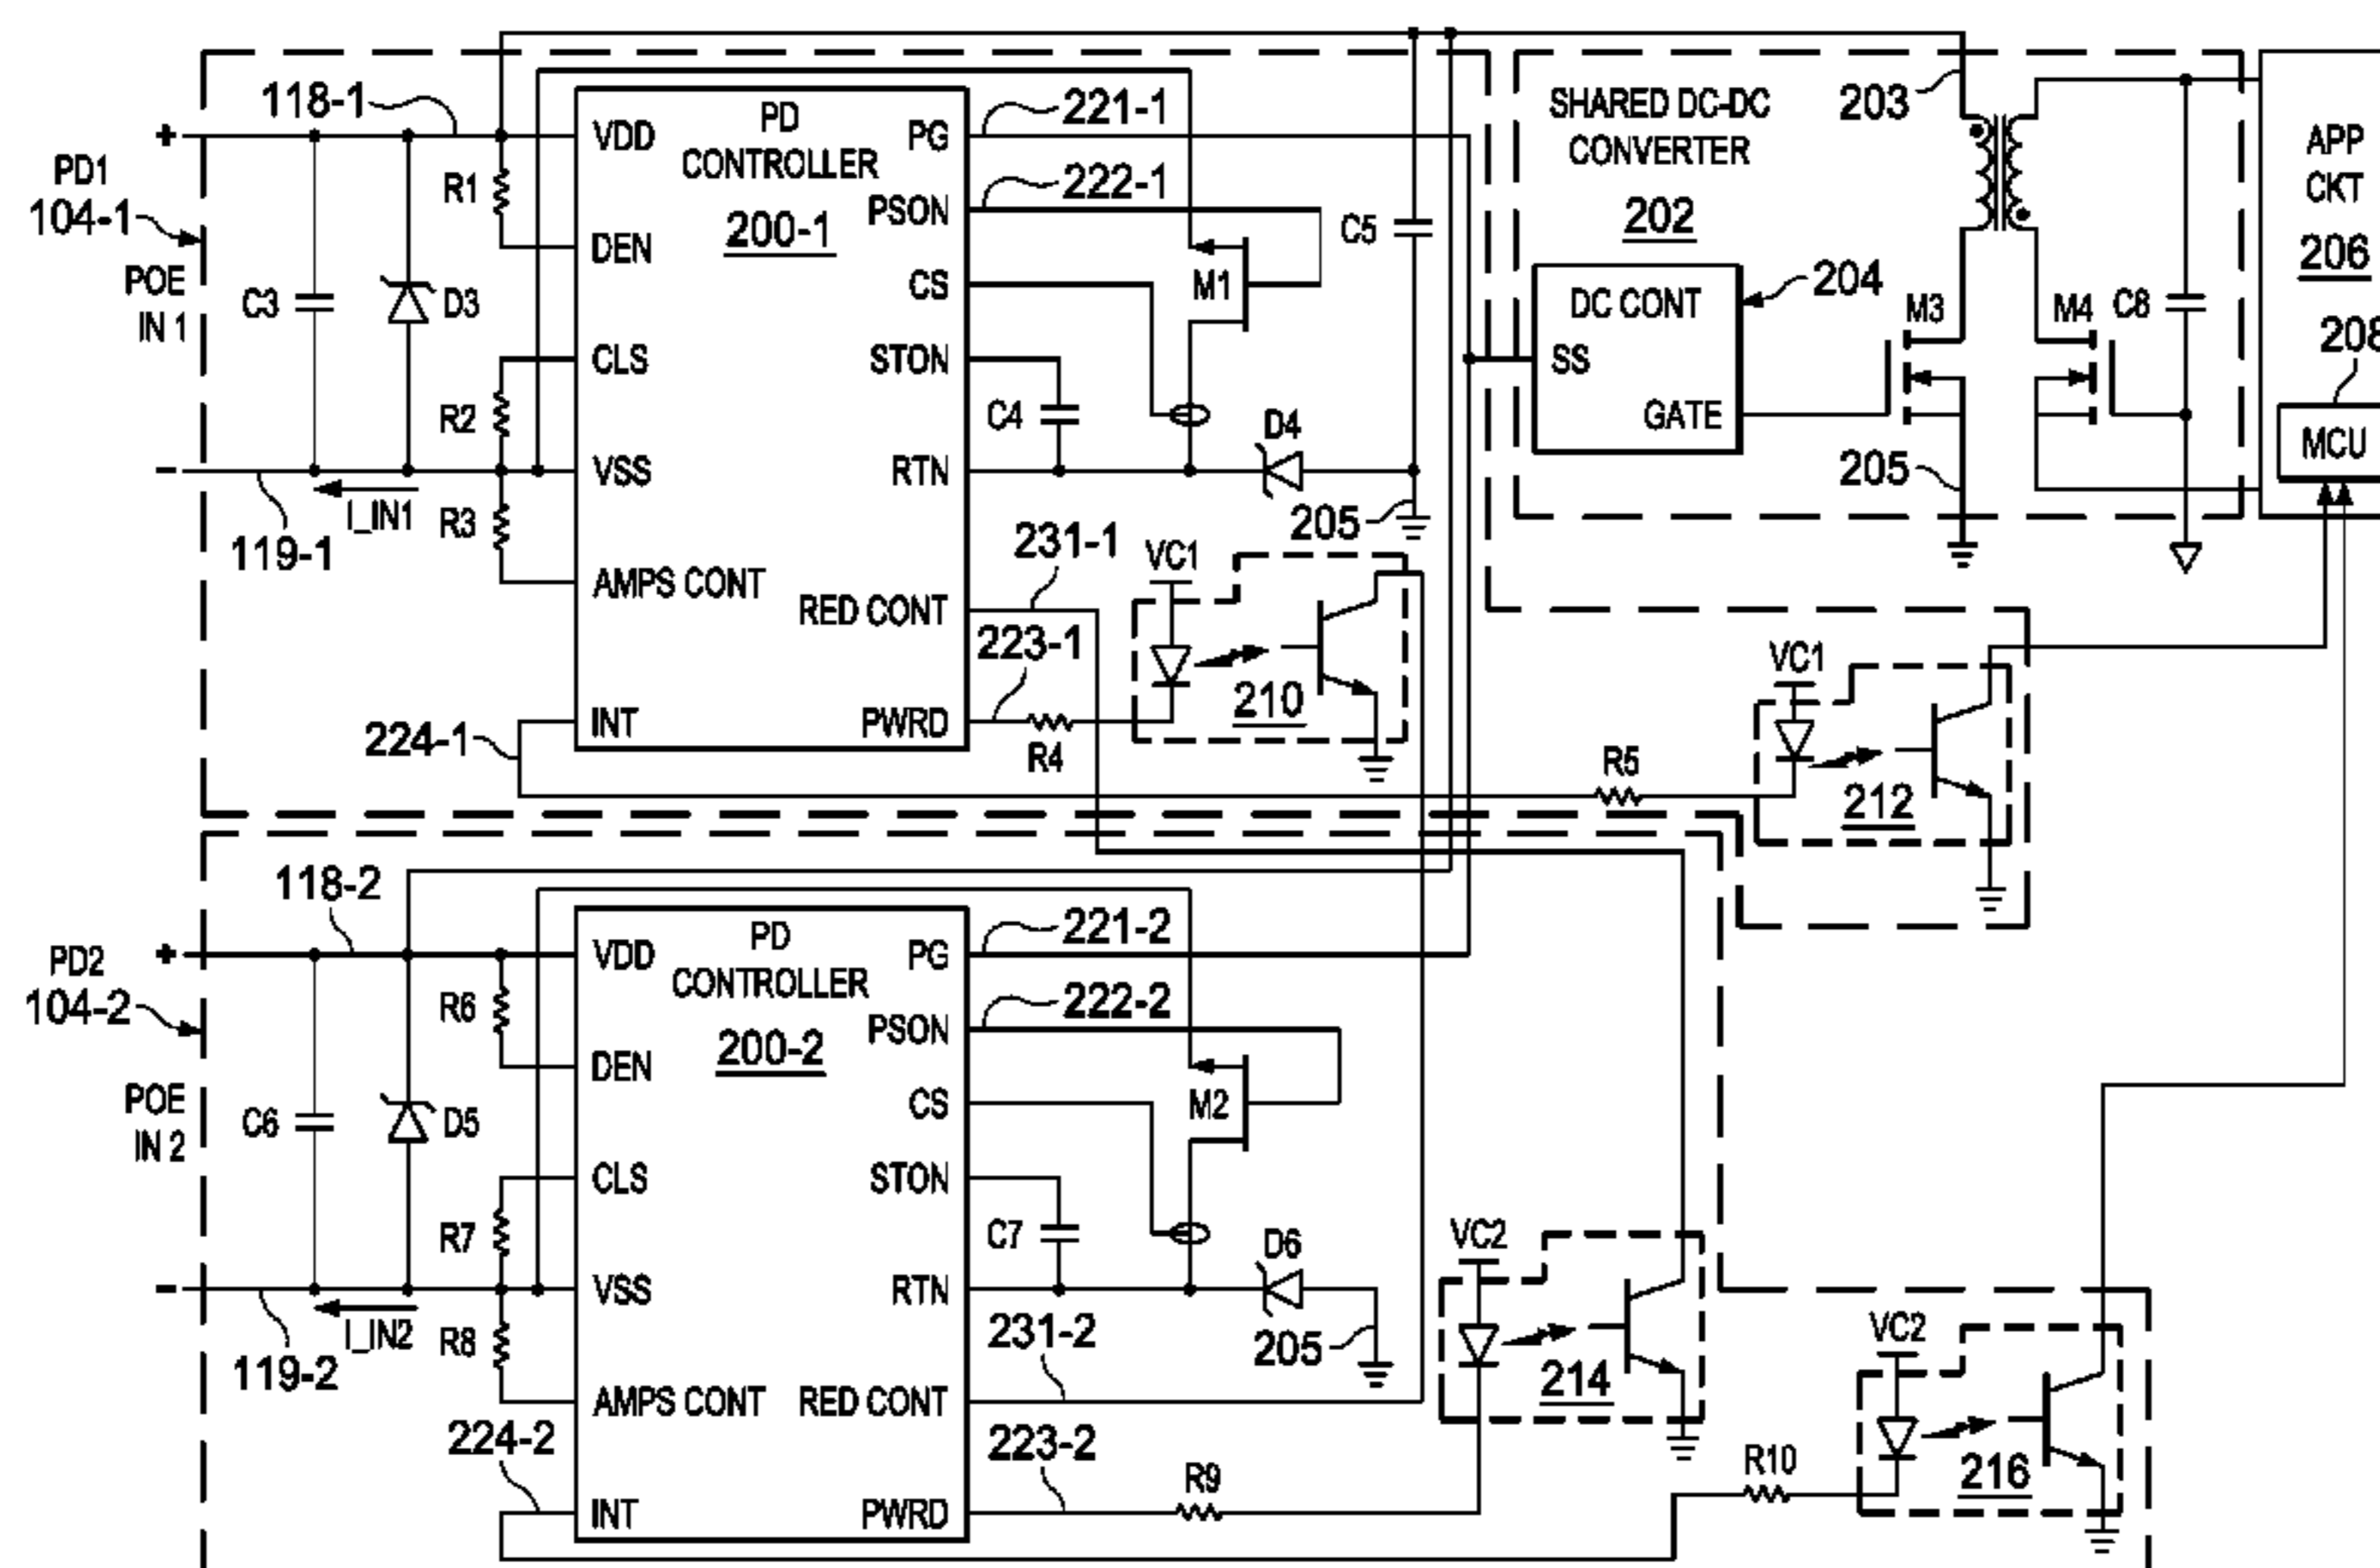 118-1
+
PD1
104-1
POE
IN 1
-
C3
D3
R1
R2
R3
I_IN1
119-1
224-1
VDD
DEN
CLS
VSS
AMPS CONT
INT
PD
CONTROLLER
200-1
PG
PSON
CS
STON
RTN
RED CONT
PWRD
221-1
222-1
M1
C4
D4
C5
205
231-1
223-1
R4
VC1
210
SHARED DC-DC
CONVERTER
202
203
DC CONT
204
SS
GATE
M3
M4
C8
205
APP
CKT
206
208
MCU
VC1
R5
212
118-2
+
PD2
104-2
POE
IN 2
-
C6
D5
R6
R7
R8
I_IN2
119-2
224-2
VDD
DEN
CLS
VSS
AMPS CONT
INT
PD
CONTROLLER
200-2
PG
PSON
CS
STON
RTN
RED CONT
PWRD
221-2
222-2
M2
C7
D6
205
231-2
223-2
R9
VC2
214
VC2
R10
216